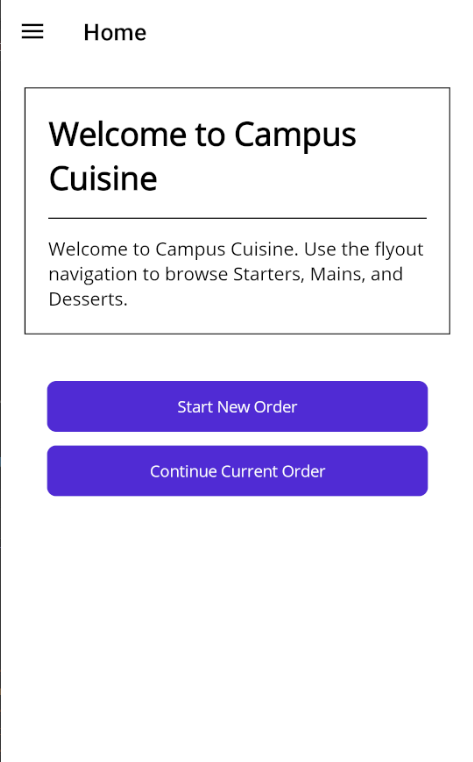 Home
Welcome to Campus
Cuisine
Welcome to Campus Cuisine. Use the flyout
navigation to browse Starters, Mains, and
Desserts.
Start New Order
Continue Current Order